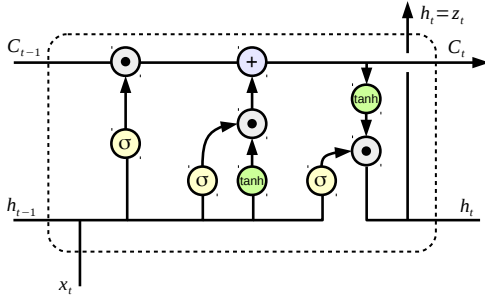 h_t = z_t
C_{t−1}
C_t
+
tanh
σ
σ
tanh
σ
h_{t−1}
h_t
x_t